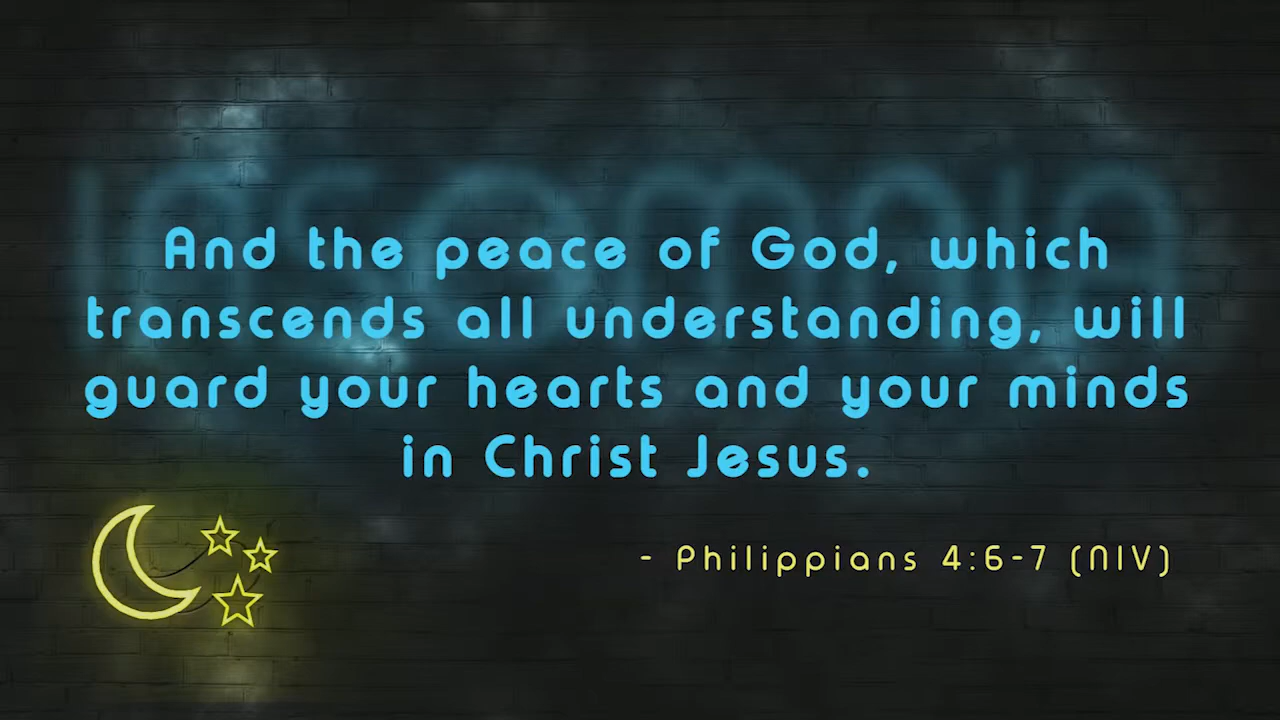 Insomnia
And the peace of God, which
transcends all understanding, will
guard your hearts and your minds
in Christ Jesus.
- Philippians 4:6-7 (NIV)